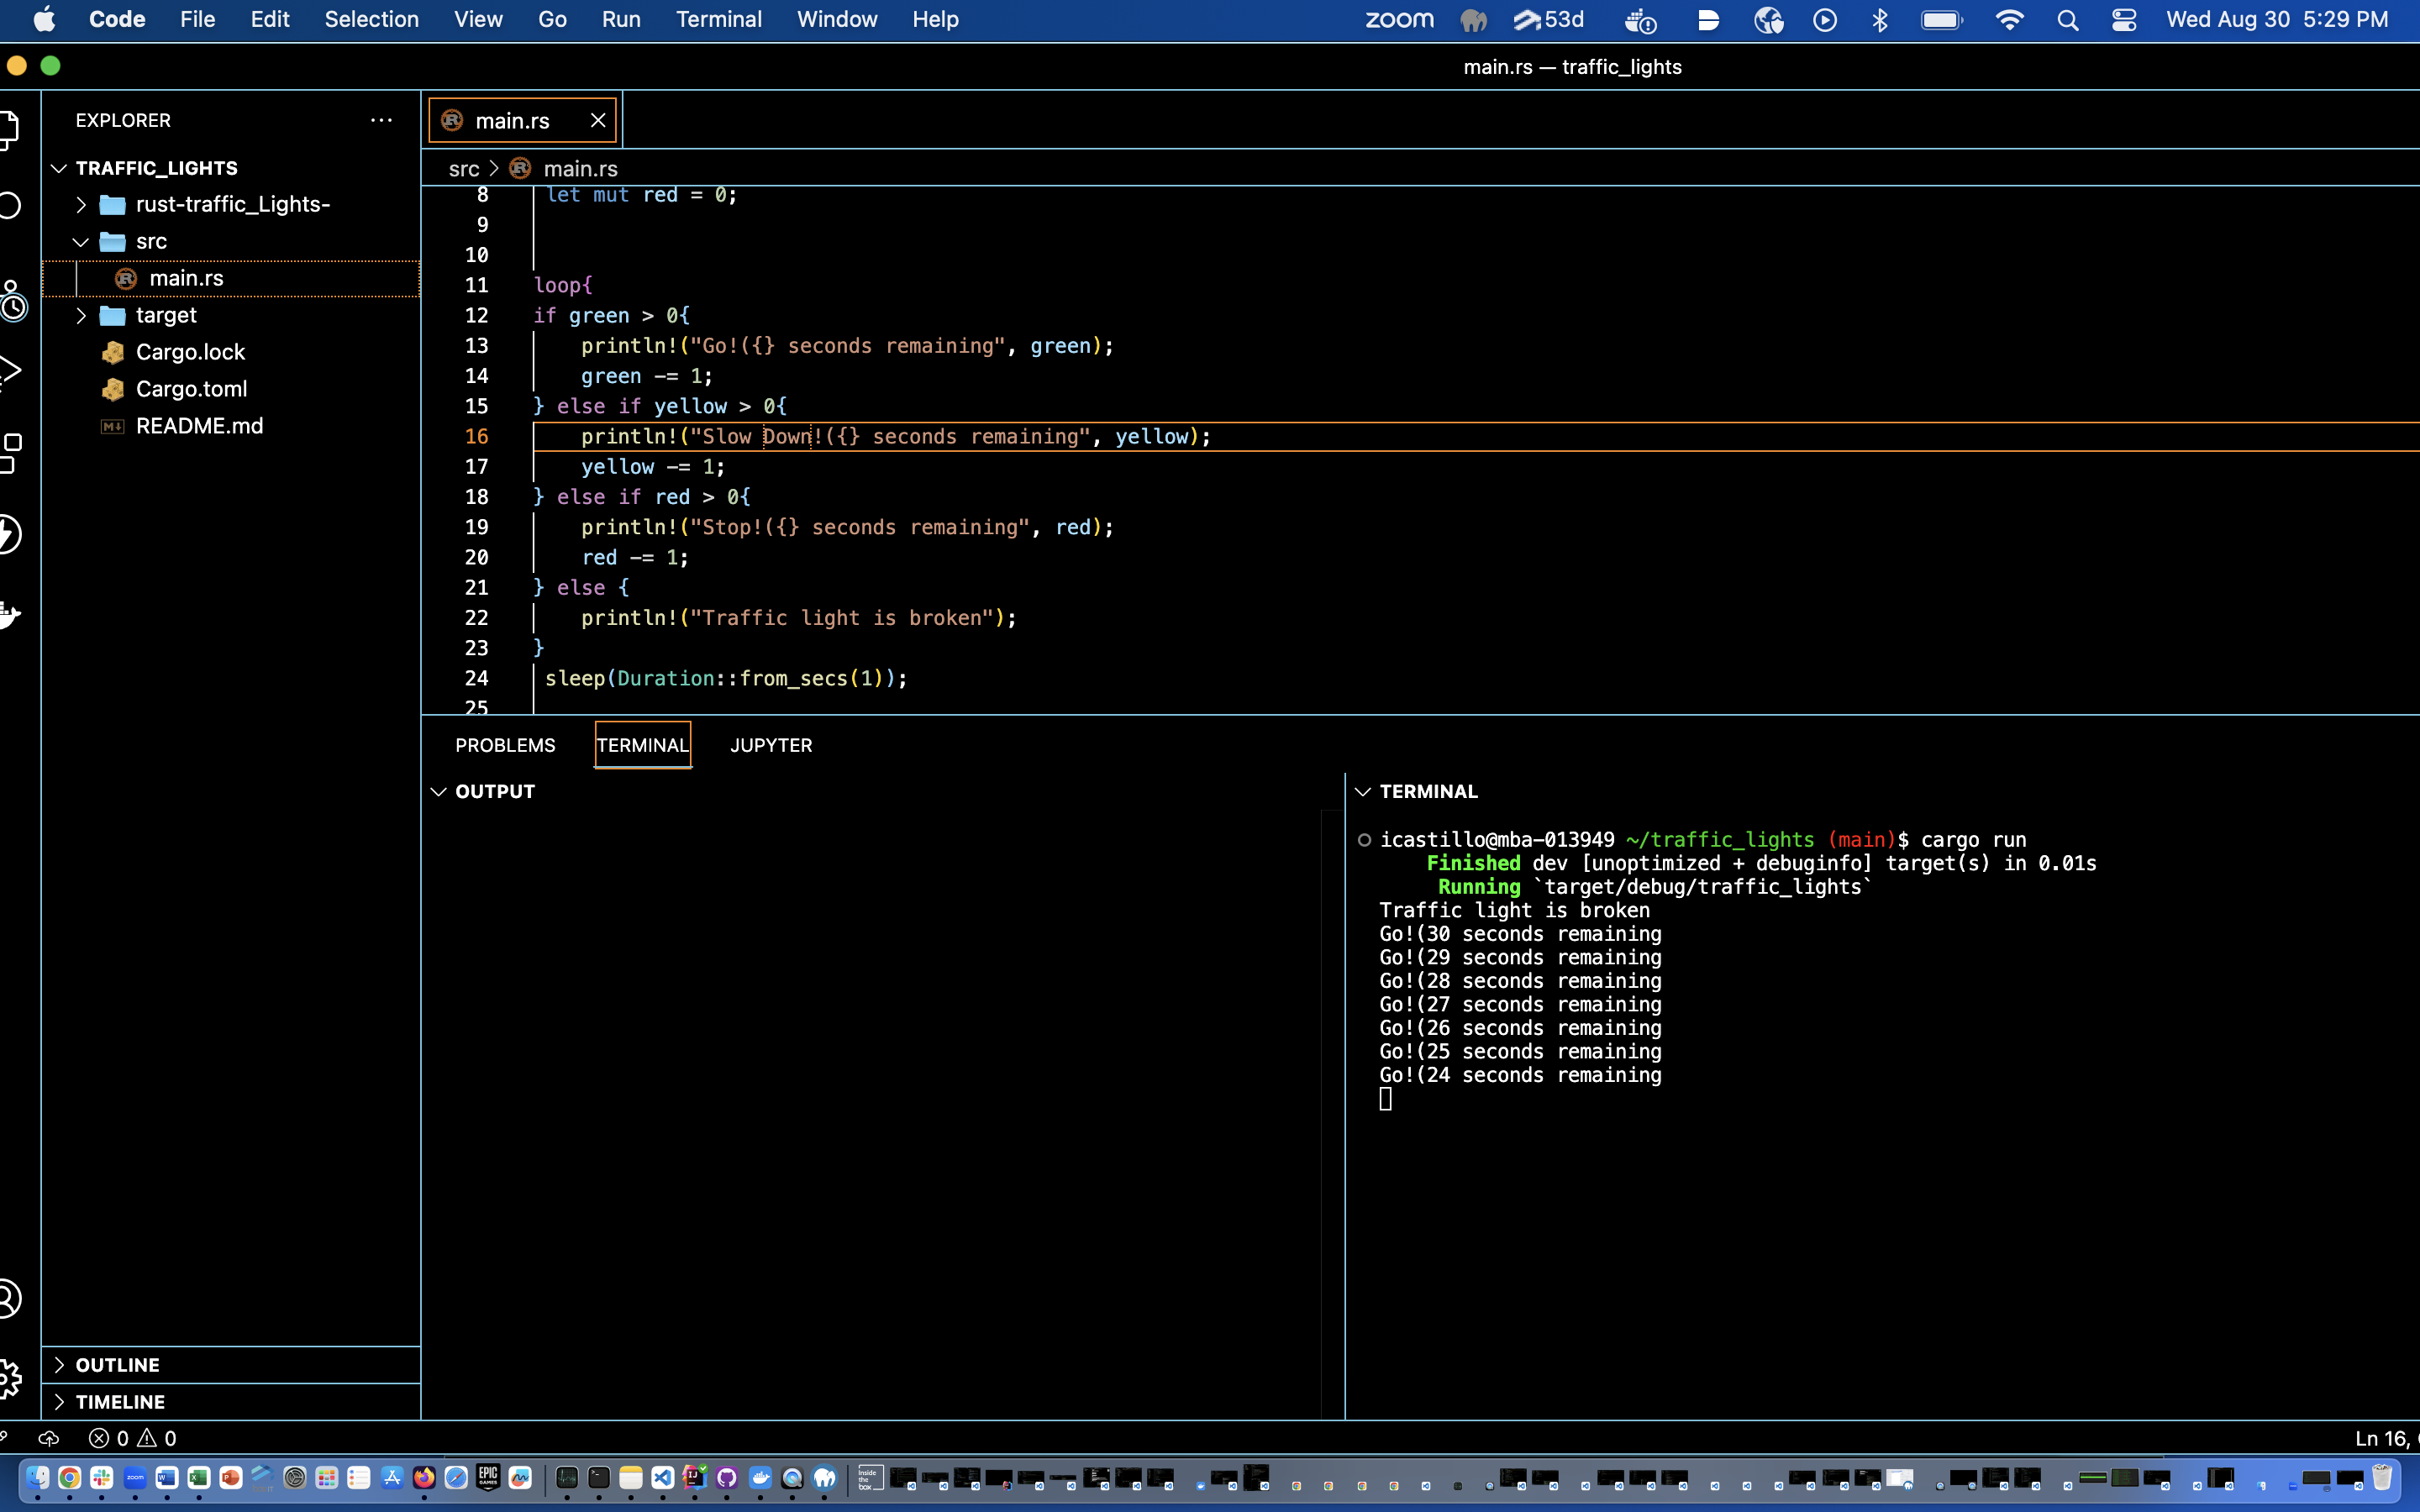 Code File Edit Selection View Go Run Terminal Window Help zoom 53d Wed Aug 30 5:29 PM
main.rs — traffic_lights
EXPLORER ···
TRAFFIC_LIGHTS
rust-traffic_Lights-
src
main.rs
target
Cargo.lock
Cargo.toml
README.md
OUTLINE
TIMELINE
main.rs
src > main.rs
8 let mut red = 0;
9
10
11 loop{
12 if green > 0{
13 println!("Go!({} seconds remaining", green);
14 green -= 1;
15 } else if yellow > 0{
16 println!("Slow Down!({} seconds remaining", yellow);
17 yellow -= 1;
18 } else if red > 0{
19 println!("Stop!({} seconds remaining", red);
20 red -= 1;
21 } else {
22 println!("Traffic light is broken");
23 }
24 sleep(Duration::from_secs(1));
25
PROBLEMS TERMINAL JUPYTER
OUTPUT
TERMINAL
icastillo@mba-013949 ~/traffic_lights (main)$ cargo run
Finished dev [unoptimized + debuginfo] target(s) in 0.01s
Running `target/debug/traffic_lights`
Traffic light is broken
Go!(30 seconds remaining
Go!(29 seconds remaining
Go!(28 seconds remaining
Go!(27 seconds remaining
Go!(26 seconds remaining
Go!(25 seconds remaining
Go!(24 seconds remaining
0 0
Ln 16,
zoom
EPIC GAMES
Inside the box